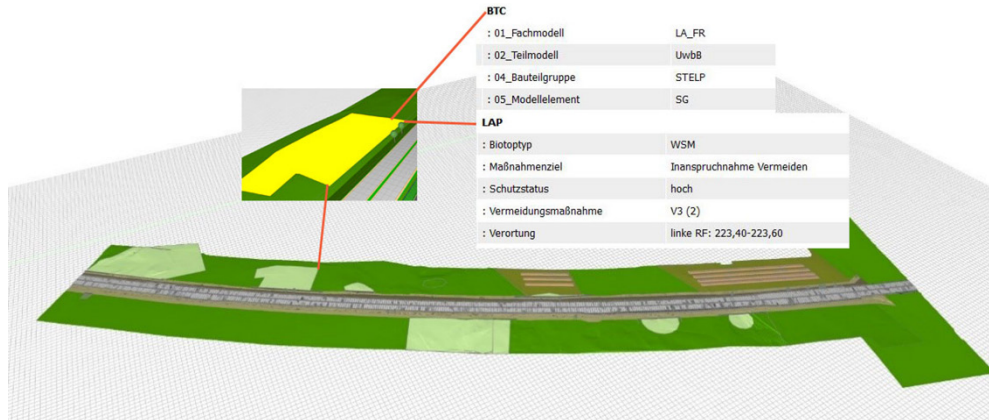 BTC
: 01_Fachmodell LA_FR
: 02_Teilmodell UwbB
: 04_Bauteilgruppe STELP
: 05_Modellelement SG
LAP
: Biotoptyp WSM
: Maßnahmenziel Inanspruchnahme Vermeiden
: Schutzstatus hoch
: Vermeidungsmaßnahme V3 (2)
: Verortung linke RF: 223,40-223,60